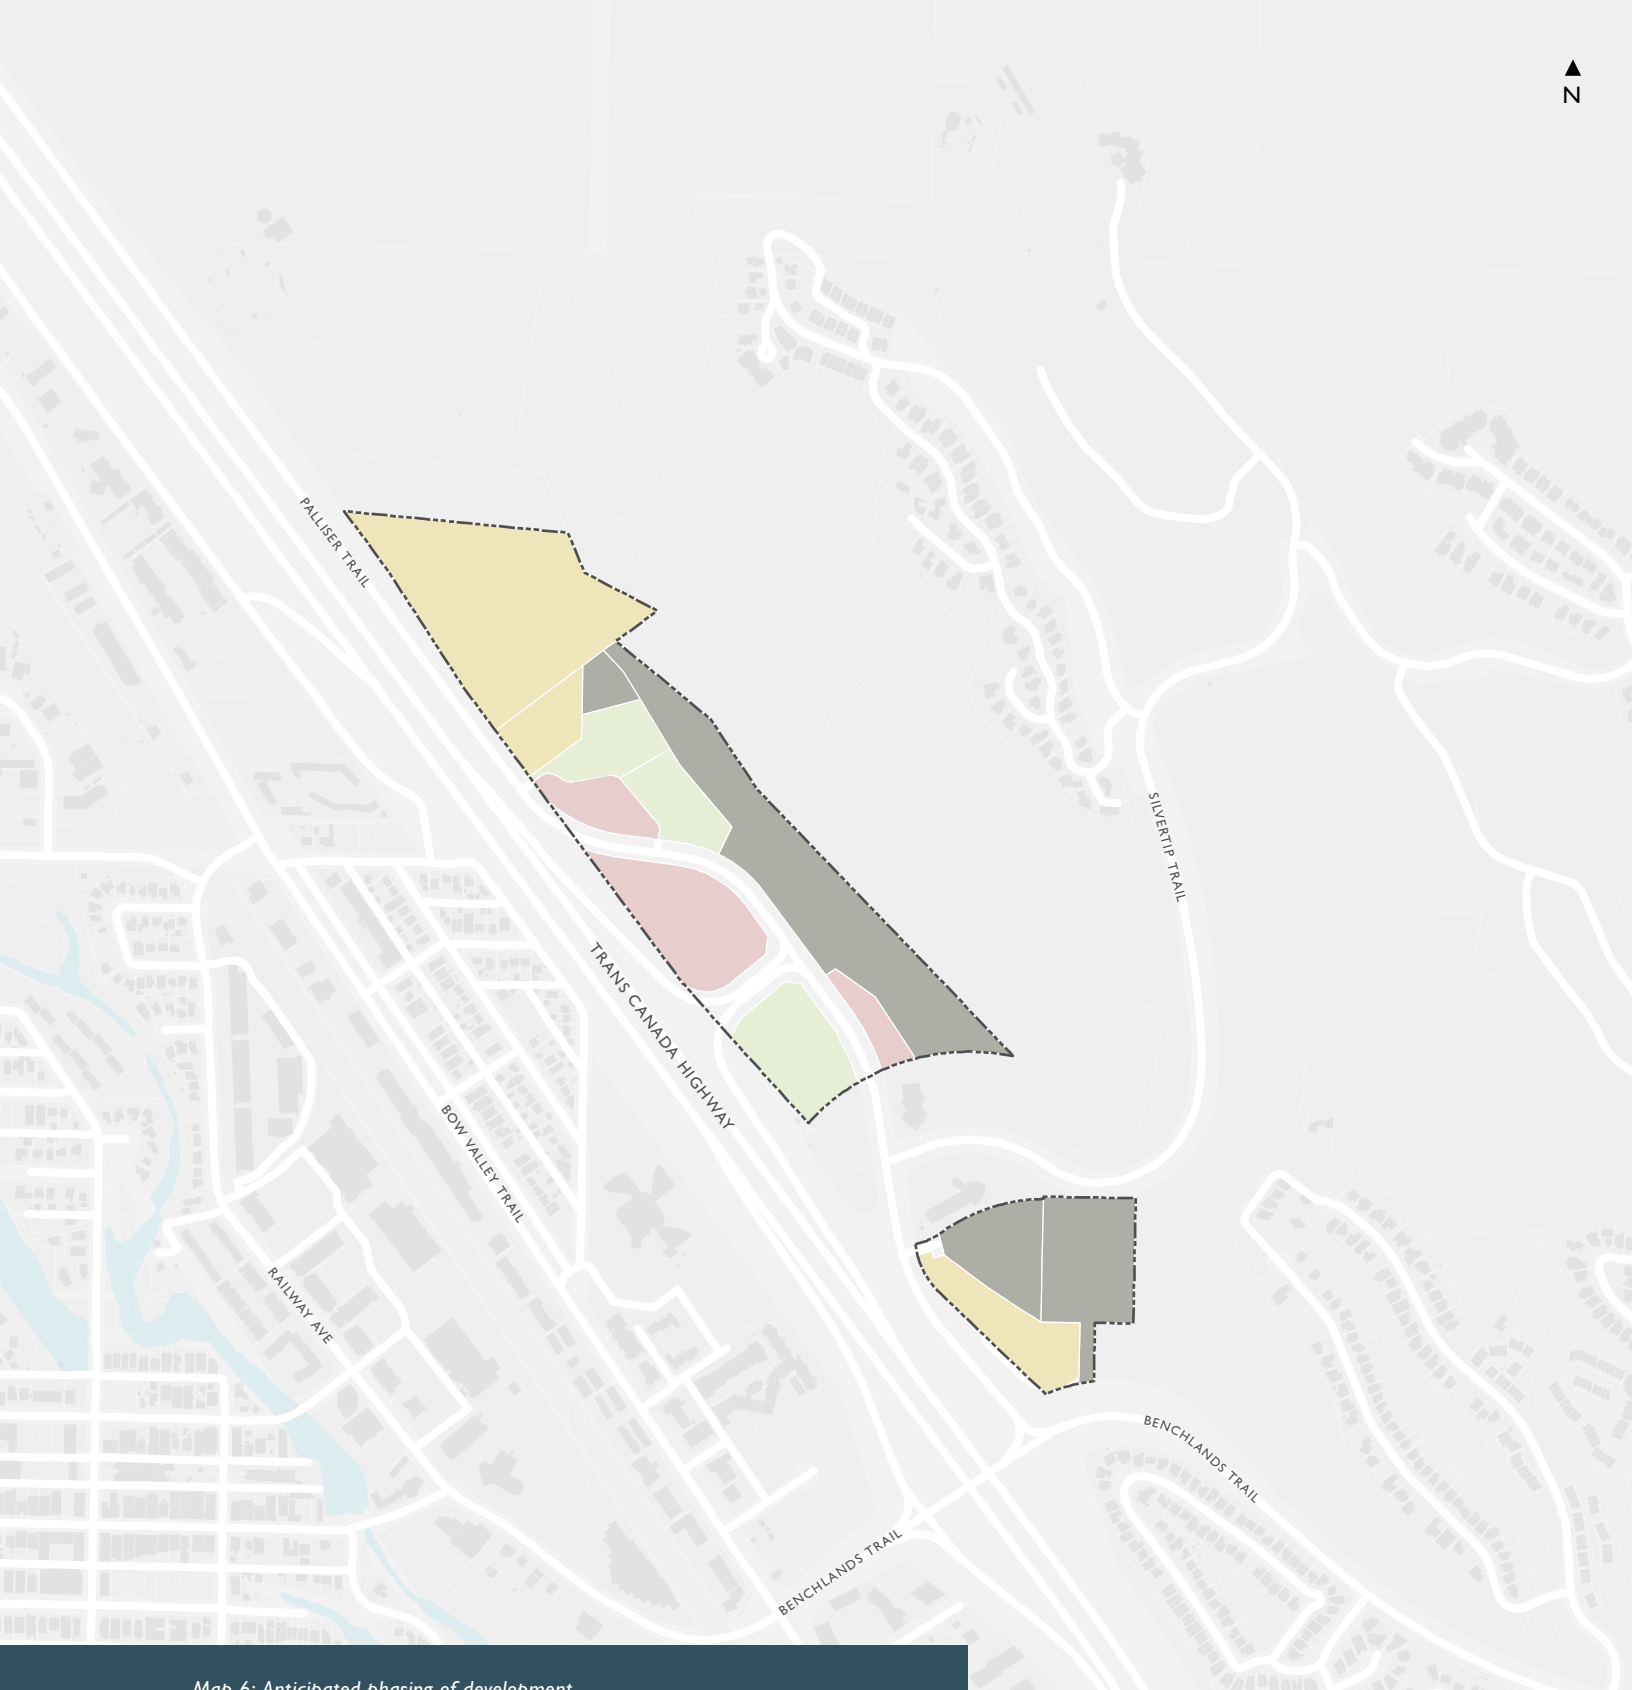 N
PALLISER TRAIL
SILVERTIP TRAIL
TRANS CANADA HIGHWAY
BOW VALLEY TRAIL
RAILWAY AVE
BENCHLANDS TRAIL
BENCHLANDS TRAIL
Map 6: Anticipated phasing of development